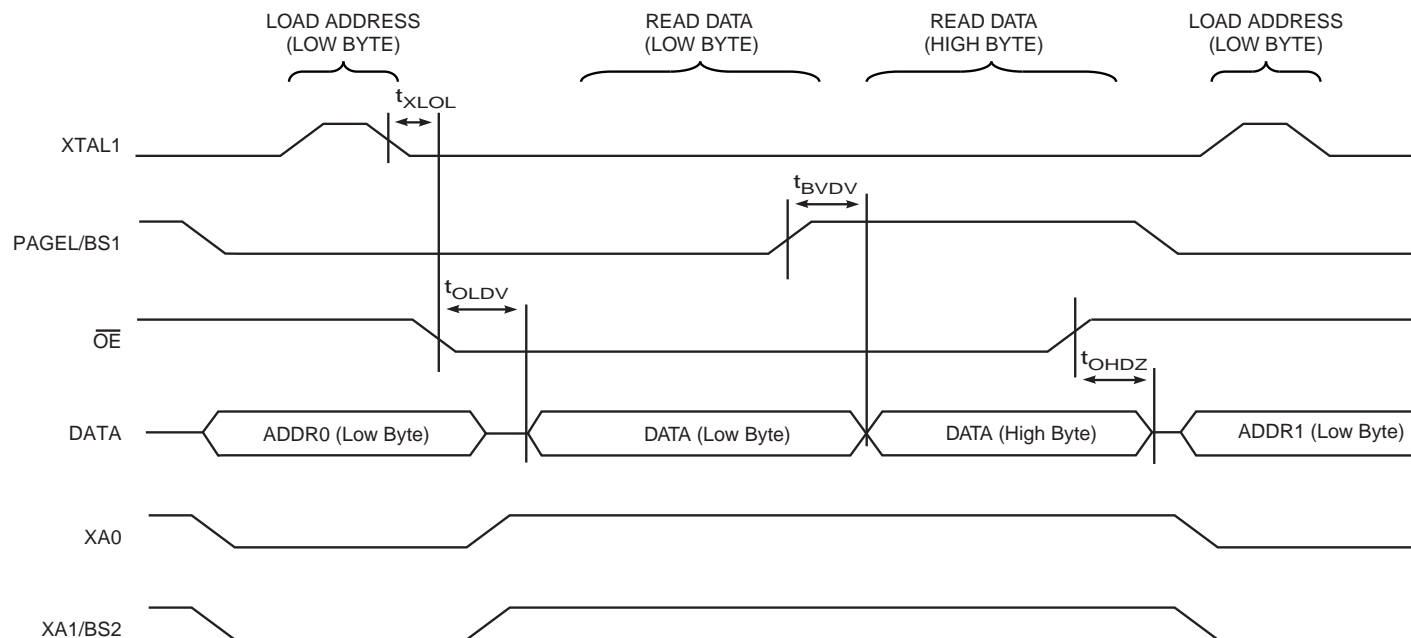 LOAD ADDRESS
(LOW BYTE)
READ DATA
(LOW BYTE)
READ DATA
(HIGH BYTE)
LOAD ADDRESS
(LOW BYTE)
tXLOL
XTAL1
tBVDV
PAGEL/BS1
tOLDV
OE
tOHDZ
DATA
ADDR0 (Low Byte)
DATA (Low Byte)
DATA (High Byte)
ADDR1 (Low Byte)
XA0
XA1/BS2